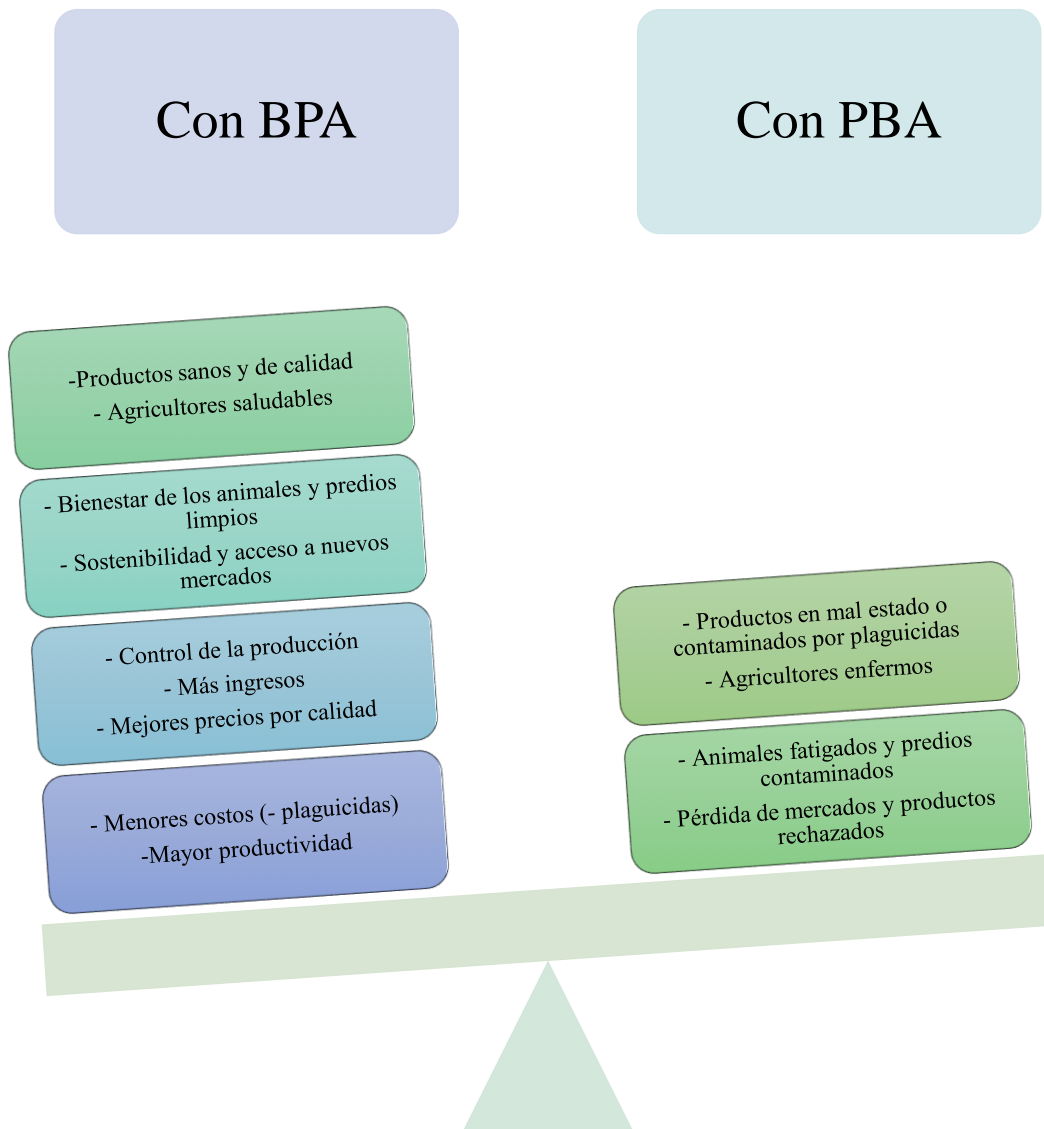 Con BPA
Con PBA
-Productos sanos y de calidad
- Agricultores saludables
- Bienestar de los animales y predios
limpios
- Sostenibilidad y acceso a nuevos
mercados
- Control de la producción
- Más ingresos
- Mejores precios por calidad
- Menores costos (- plaguicidas)
-Mayor productividad
- Productos en mal estado o
contaminados por plaguicidas
- Agricultores enfermos
- Animales fatigados y predios
contaminados
- Pérdida de mercados y productos
rechazados